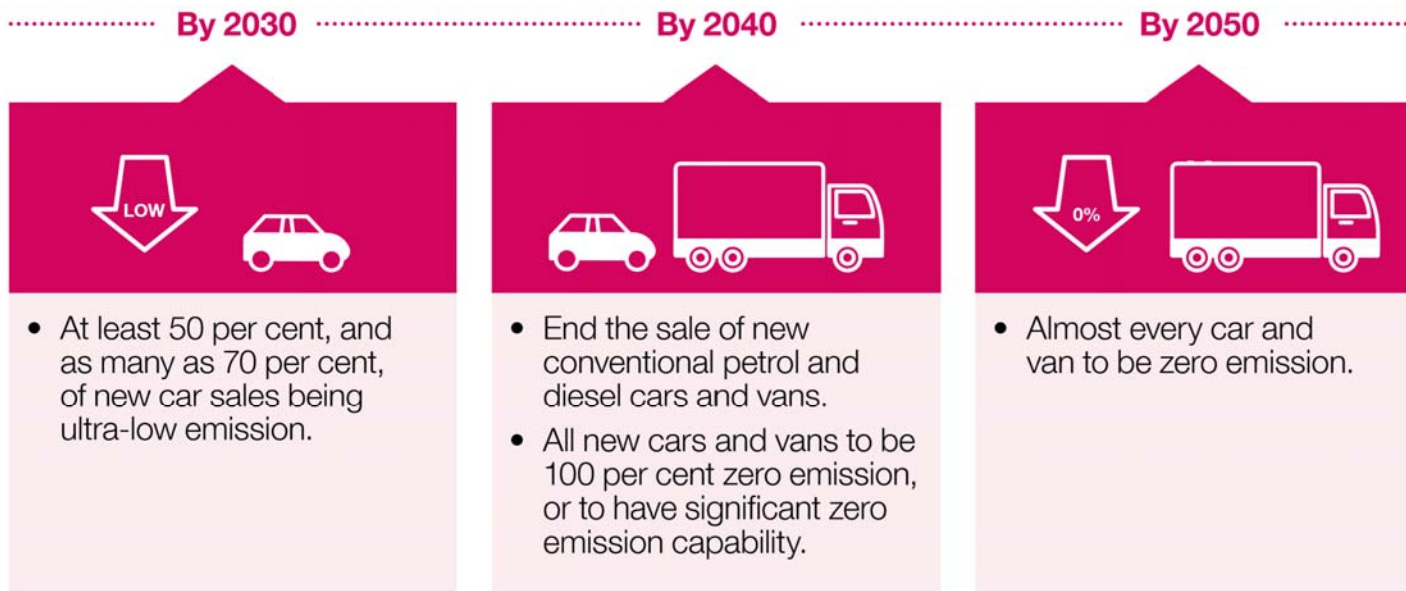 By 2030
By 2040
By 2050
LOW
0%
• At least 50 per cent, and
as many as 70 per cent,
of new car sales being
ultra-low emission.
• End the sale of new
conventional petrol and
diesel cars and vans.
• All new cars and vans to be
100 per cent zero emission,
or to have significant zero
emission capability.
• Almost every car and
van to be zero emission.